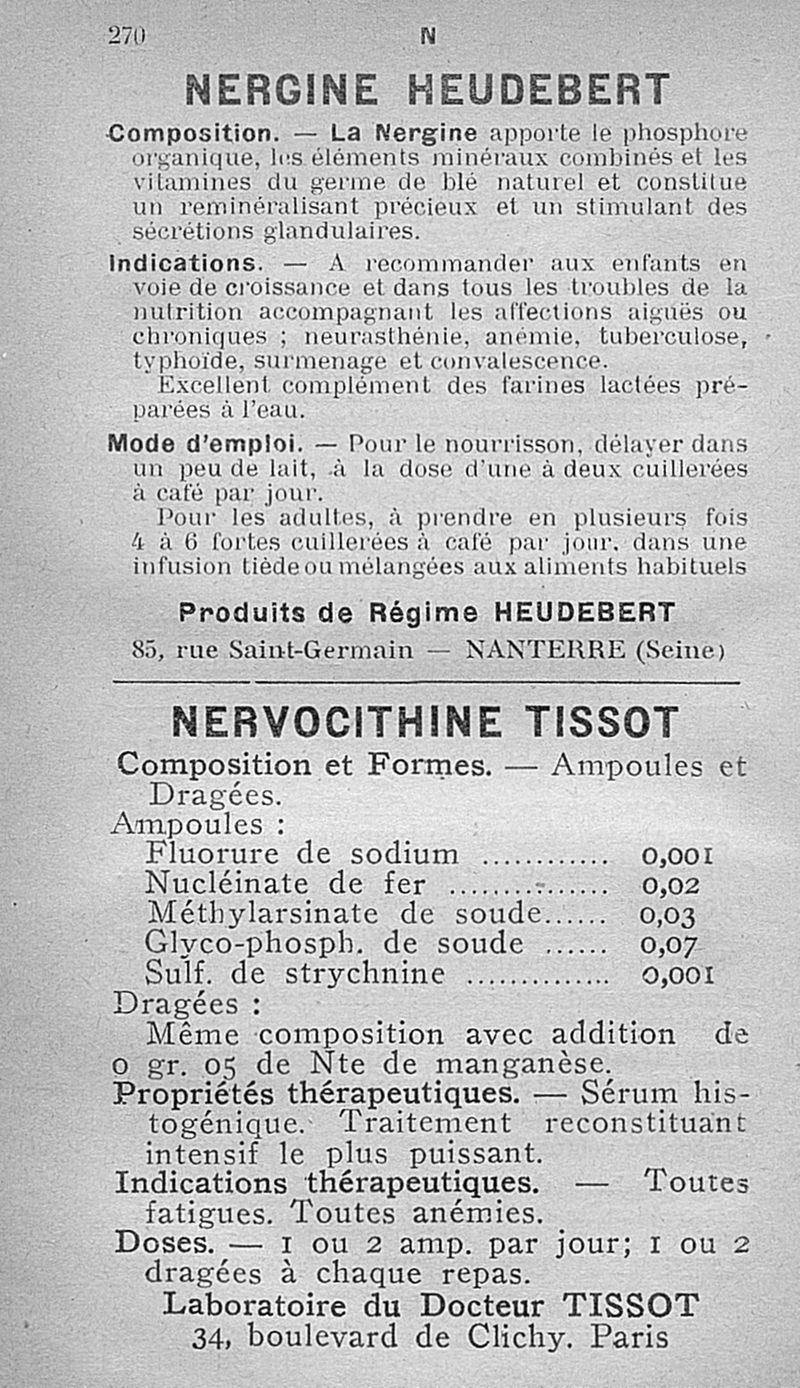 270
N
NERGINE HEUDEBERT
Composition. — La Nergine apporte le phosphore
organique, les éléments minéraux combinés et les
vitamines du germe de blé naturel et constitue
un reminéralisant précieux et un stimulant des
sécrétions glandulaires.
Indications. — A recommander aux enfants en
voie de croissance et dans tous les troubles de la
nutrition accompagnant les affections aiguës ou
chroniques ; neurasthénie, anémie, tuberculose,
typhoïde, surmenage et convalescence.
Excellent complément des farines lactées pré-
parées à l'eau.
Mode d'emploi. — Pour le nourrisson, délayer dans
un peu de lait, à la dose d'une à deux cuillerées
à café par jour.
Pour les adultes, à prendre en plusieurs fois
4 à 6 fortes cuillerées à café par jour, dans une
infusion tiède ou mélangées aux aliments habituels
Produits de Régime HEUDEBERT
85, rue Saint-Germain — NANTERRE (Seine)
NERVOCITHINE TISSOT
Composition et Formes. — Ampoules et
Dragées.
Ampoules :
Fluorure de sodium ............ 0,001
Nucléinate de fer .............. 0,02
Méthylarsinate de soude...... 0,03
Glyco-phosph. de soude ...... 0,07
Sulf. de strychnine .............. 0,001
Dragées :
Même composition avec addition de
0 gr. 05 de Nte de manganèse.
Propriétés thérapeutiques. — Sérum his-
togénique. Traitement reconstituant
intensif le plus puissant.
Indications thérapeutiques. — Toutes
fatigues. Toutes anémies.
Doses. — 1 ou 2 amp. par jour; 1 ou 2
dragées à chaque repas.
Laboratoire du Docteur TISSOT
34, boulevard de Clichy. Paris